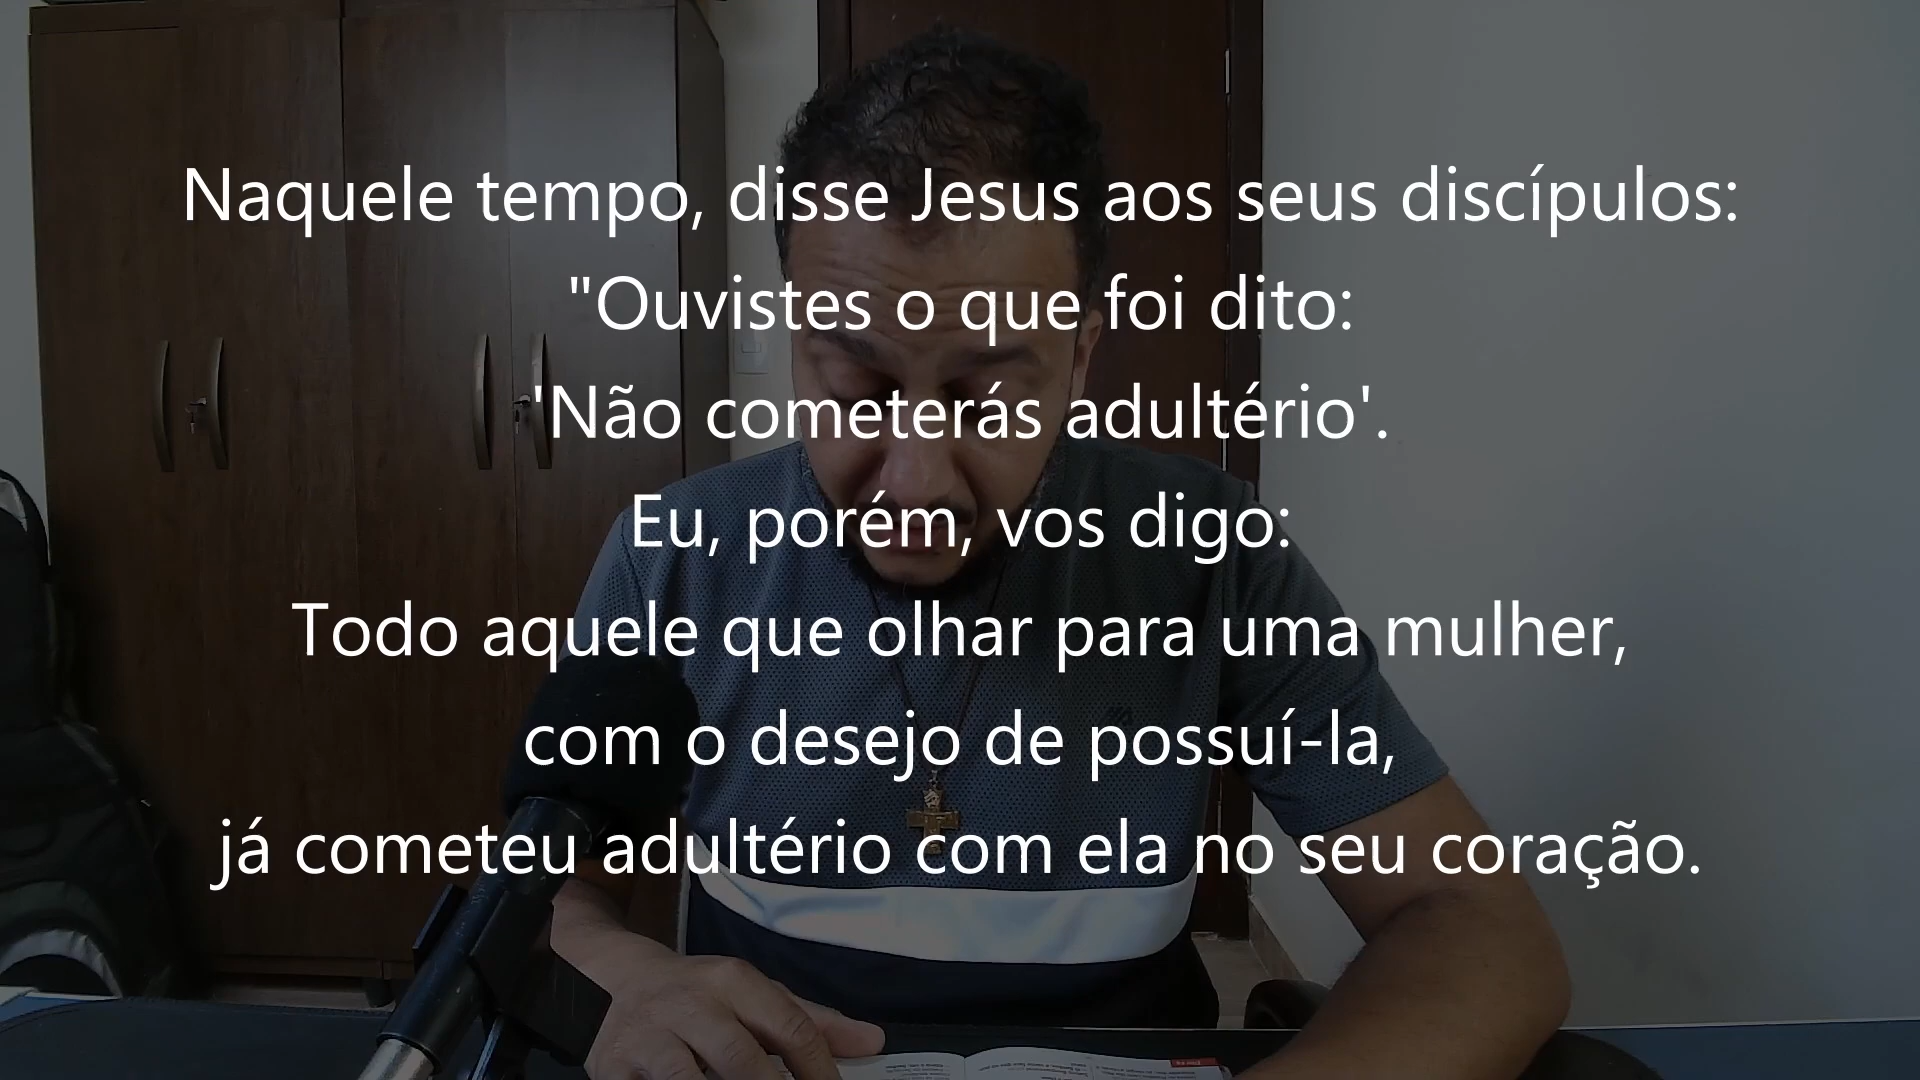 Naquele tempo, disse Jesus aos seus discípulos:
"Ouvistes o que foi dito:
'Não cometerás adultério'.
Eu, porém, vos digo:
Todo aquele que olhar para uma mulher,
com o desejo de possuí-la,
já cometeu adultério com ela no seu coração.